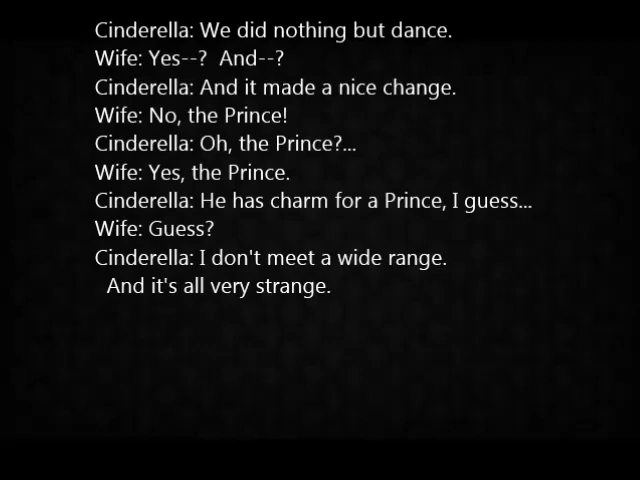 Cinderella: We did nothing but dance.
Wife: Yes--?  And--?
Cinderella: And it made a nice change.
Wife: No, the Prince!
Cinderella: Oh, the Prince?...
Wife: Yes, the Prince.
Cinderella: He has charm for a Prince, I guess...
Wife: Guess?
Cinderella: I don't meet a wide range.
And it's all very strange.